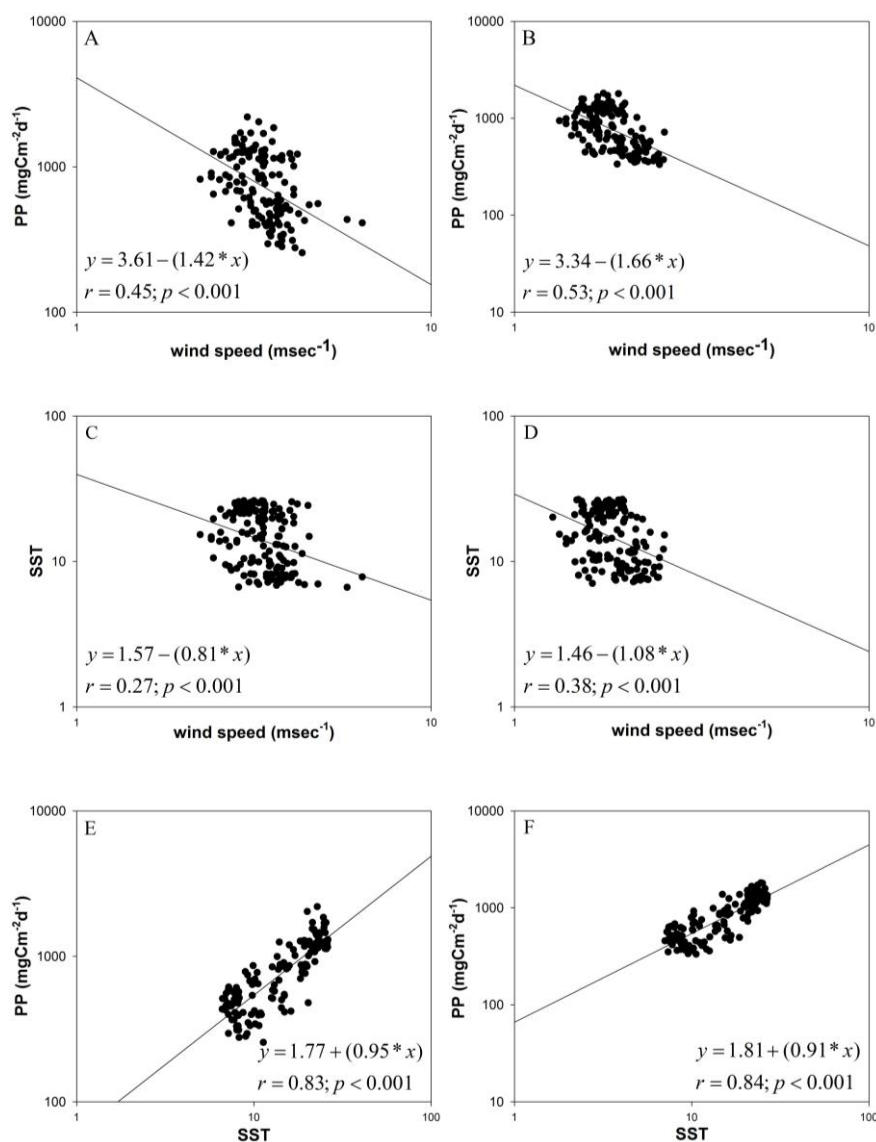 A
10000
1000
100
PP (mgCm⁻²d⁻¹)
y = 3.61 − (1.42 * x)
r = 0.45; p < 0.001
1
10
wind speed (msec⁻¹)
B
10000
1000
100
10
PP (mgCm⁻²d⁻¹)
y = 3.34 − (1.66 * x)
r = 0.53; p < 0.001
1
10
wind speed (msec⁻¹)
C
100
10
1
SST
y = 1.57 − (0.81 * x)
r = 0.27; p < 0.001
1
10
wind speed (msec⁻¹)
D
100
10
1
SST
y = 1.46 − (1.08 * x)
r = 0.38; p < 0.001
1
10
wind speed (msec⁻¹)
E
10000
1000
100
PP (mgCm⁻²d⁻¹)
y = 1.77 + (0.95 * x)
r = 0.83; p < 0.001
1
10
100
SST
F
10000
1000
100
10
PP (mgCm⁻²d⁻¹)
y = 1.81 + (0.91 * x)
r = 0.84; p < 0.001
1
10
100
SST